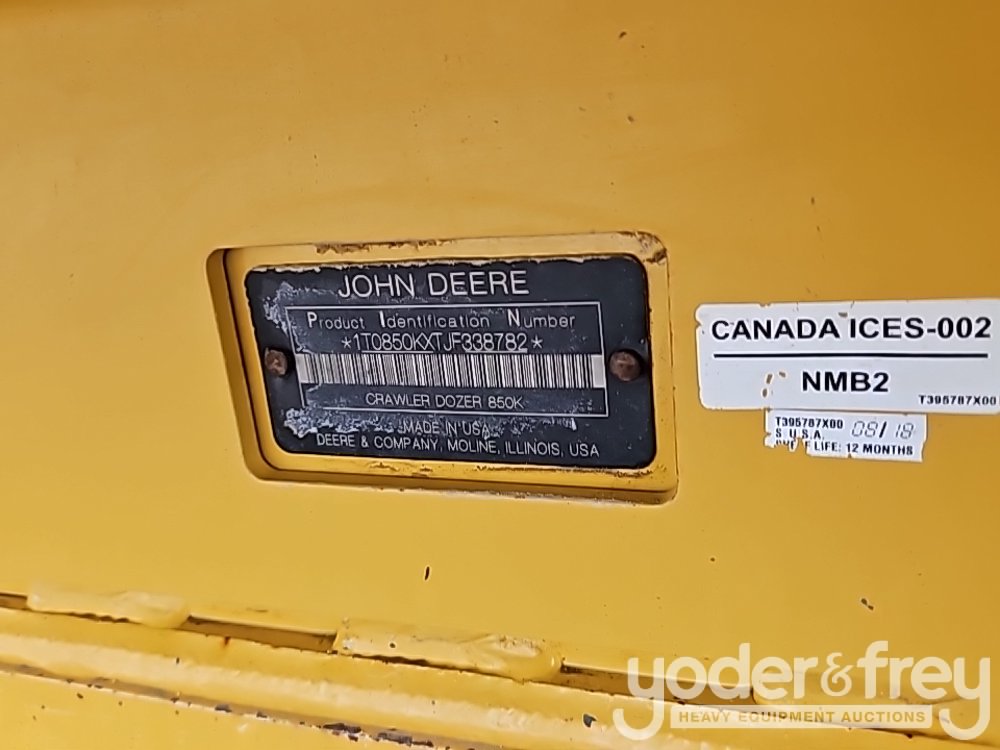 JOHN DEERE
Product Identification Number
*1T0850KXTJF338782*
CRAWLER DOZER 850K
MADE IN USA
DEERE & COMPANY, MOLINE, ILLINOIS, USA
CANADA ICES-002
NMB2
T395787X00
T395787X00 08/18
S U.S.A.
LIFE: 12 MONTHS
yoder&frey
HEAVY EQUIPMENT AUCTIONS